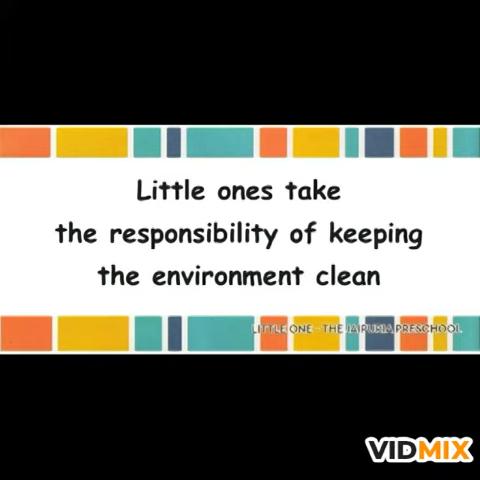 Little ones take
the responsibility of keeping
the environment clean
LITTLE ONE - THE JAIPURIA PRESCHOOL
VIDMIX